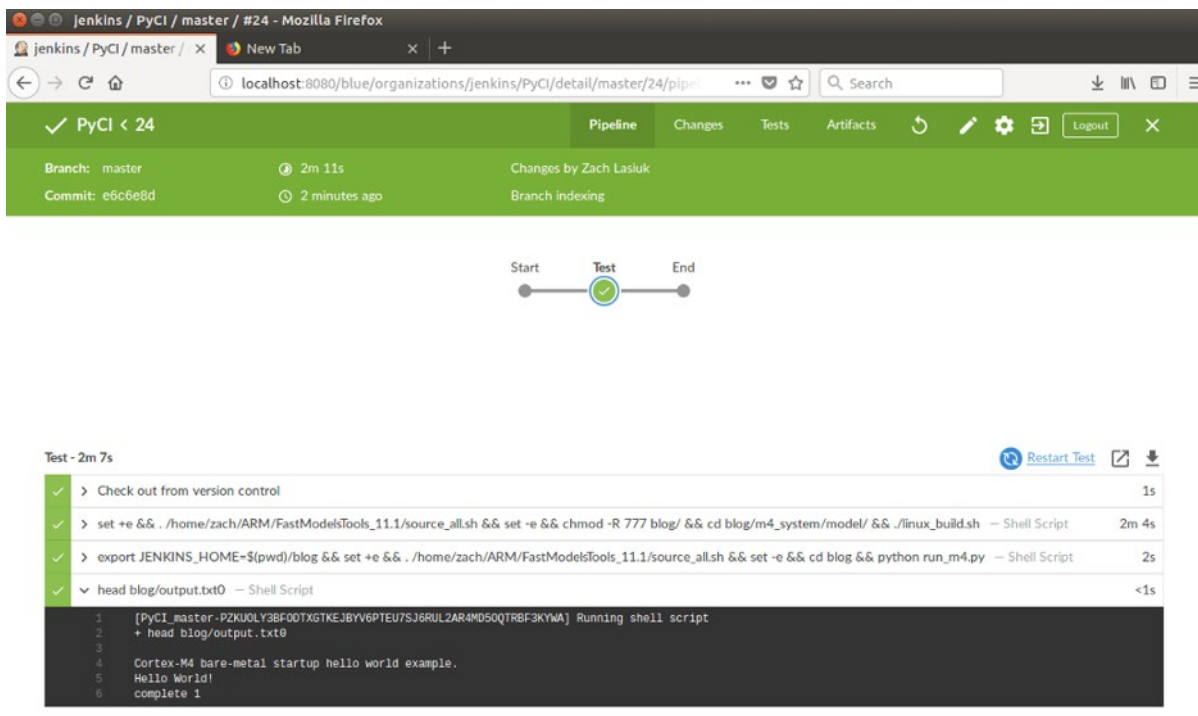 jenkins / PyCI / master / #24 - Mozilla Firefox
jenkins / PyCI / master / New Tab
localhost:8080/blue/organizations/jenkins/PyCI/detail/master/24/pipel ••• Search
PyCI < 24 Pipeline Changes Tests Artifacts Logout
Branch: master 2m 11s Changes by Zach Lasiuk
Commit: e6c6e8d 2 minutes ago Branch indexing
Start Test End
Test - 2m 7s Restart Test
Check out from version control 1s
set +e && . /home/zach/ARM/FastModelsTools_11.1/source_all.sh && set -e && chmod -R 777 blog/ && cd blog/m4_system/model/ && ./linux_build.sh — Shell Script 2m 4s
export JENKINS_HOME=$(pwd)/blog && set +e && . /home/zach/ARM/FastModelsTools_11.1/source_all.sh && set -e && cd blog && python run_m4.py — Shell Script 2s
head blog/output.txt0 — Shell Script <1s
1 [PyCI_master-PZKUOLY3BFODTXGTKEJBYV6PTEU7SJ6RUL2AR4MD5OQTRBF3KYWA] Running shell script
2 + head blog/output.txt0
3
4 Cortex-M4 bare-metal startup hello world example.
5 Hello World!
6 complete 1